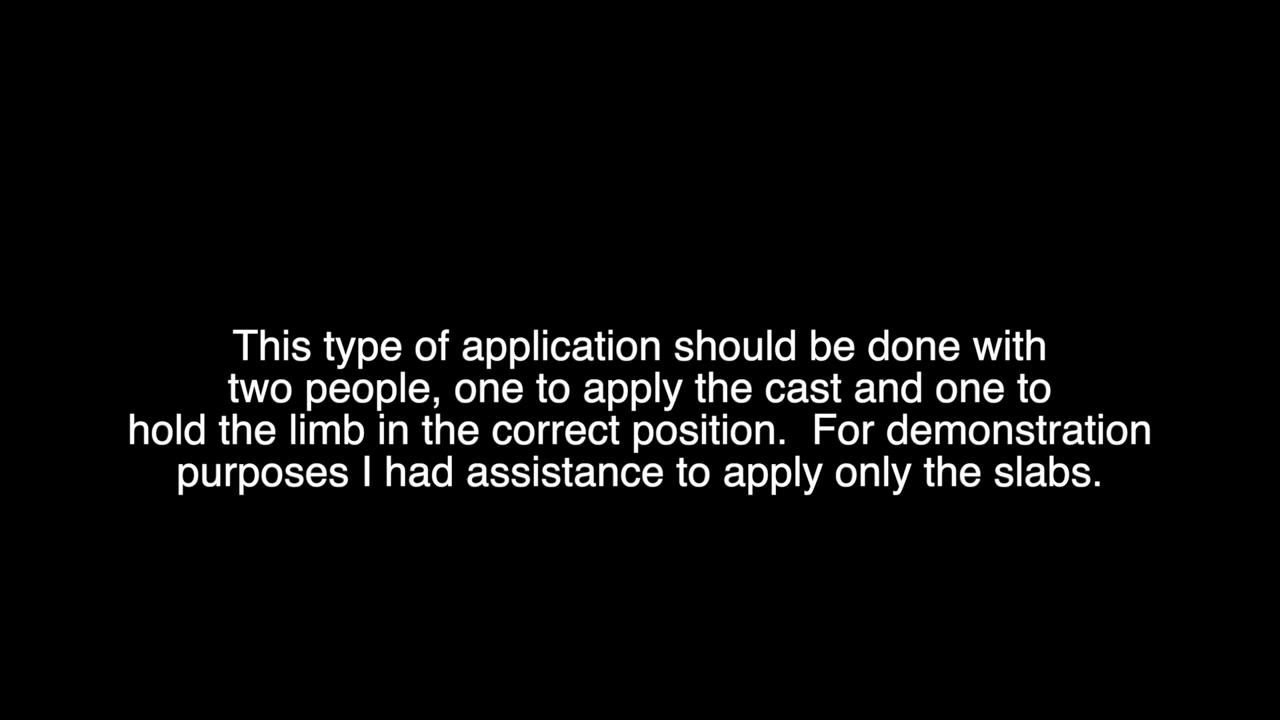 This type of application should be done with
two people, one to apply the cast and one to
hold the limb in the correct position.  For demonstration
purposes I had assistance to apply only the slabs.